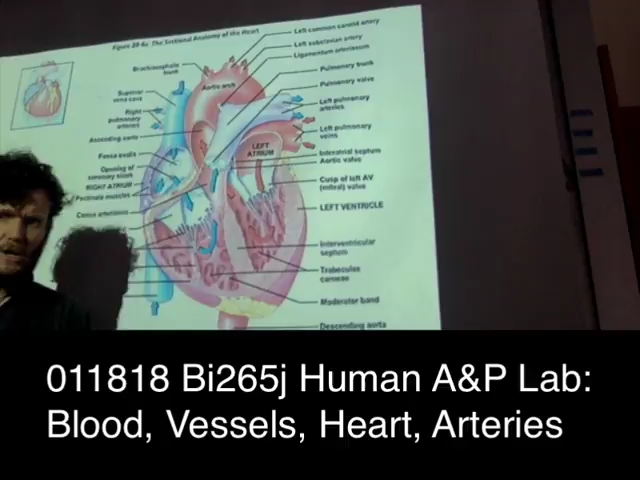 Figure 20-6a The Sectional Anatomy of the Heart
Left common carotid artery
Left subclavian artery
Ligamentum arteriosum
Pulmonary trunk
Pulmonary valve
Left pulmonary
arteries
Left pulmonary
veins
Interatrial septum
Aortic valve
Cusp of left AV
(mitral) valve
LEFT VENTRICLE
Interventricular
septum
Trabeculae
carneae
Moderator band
Descending aorta
Brachiocephalic
trunk
Aortic arch
Superior
vena cava
Right
pulmonary
arteries
Ascending aorta
Fossa ovalis
Opening of
coronary sinus
RIGHT ATRIUM
Pectinate muscles
Conus arteriosus
LEFT
ATRIUM
011818 Bi265j Human A&P Lab:
Blood, Vessels, Heart, Arteries